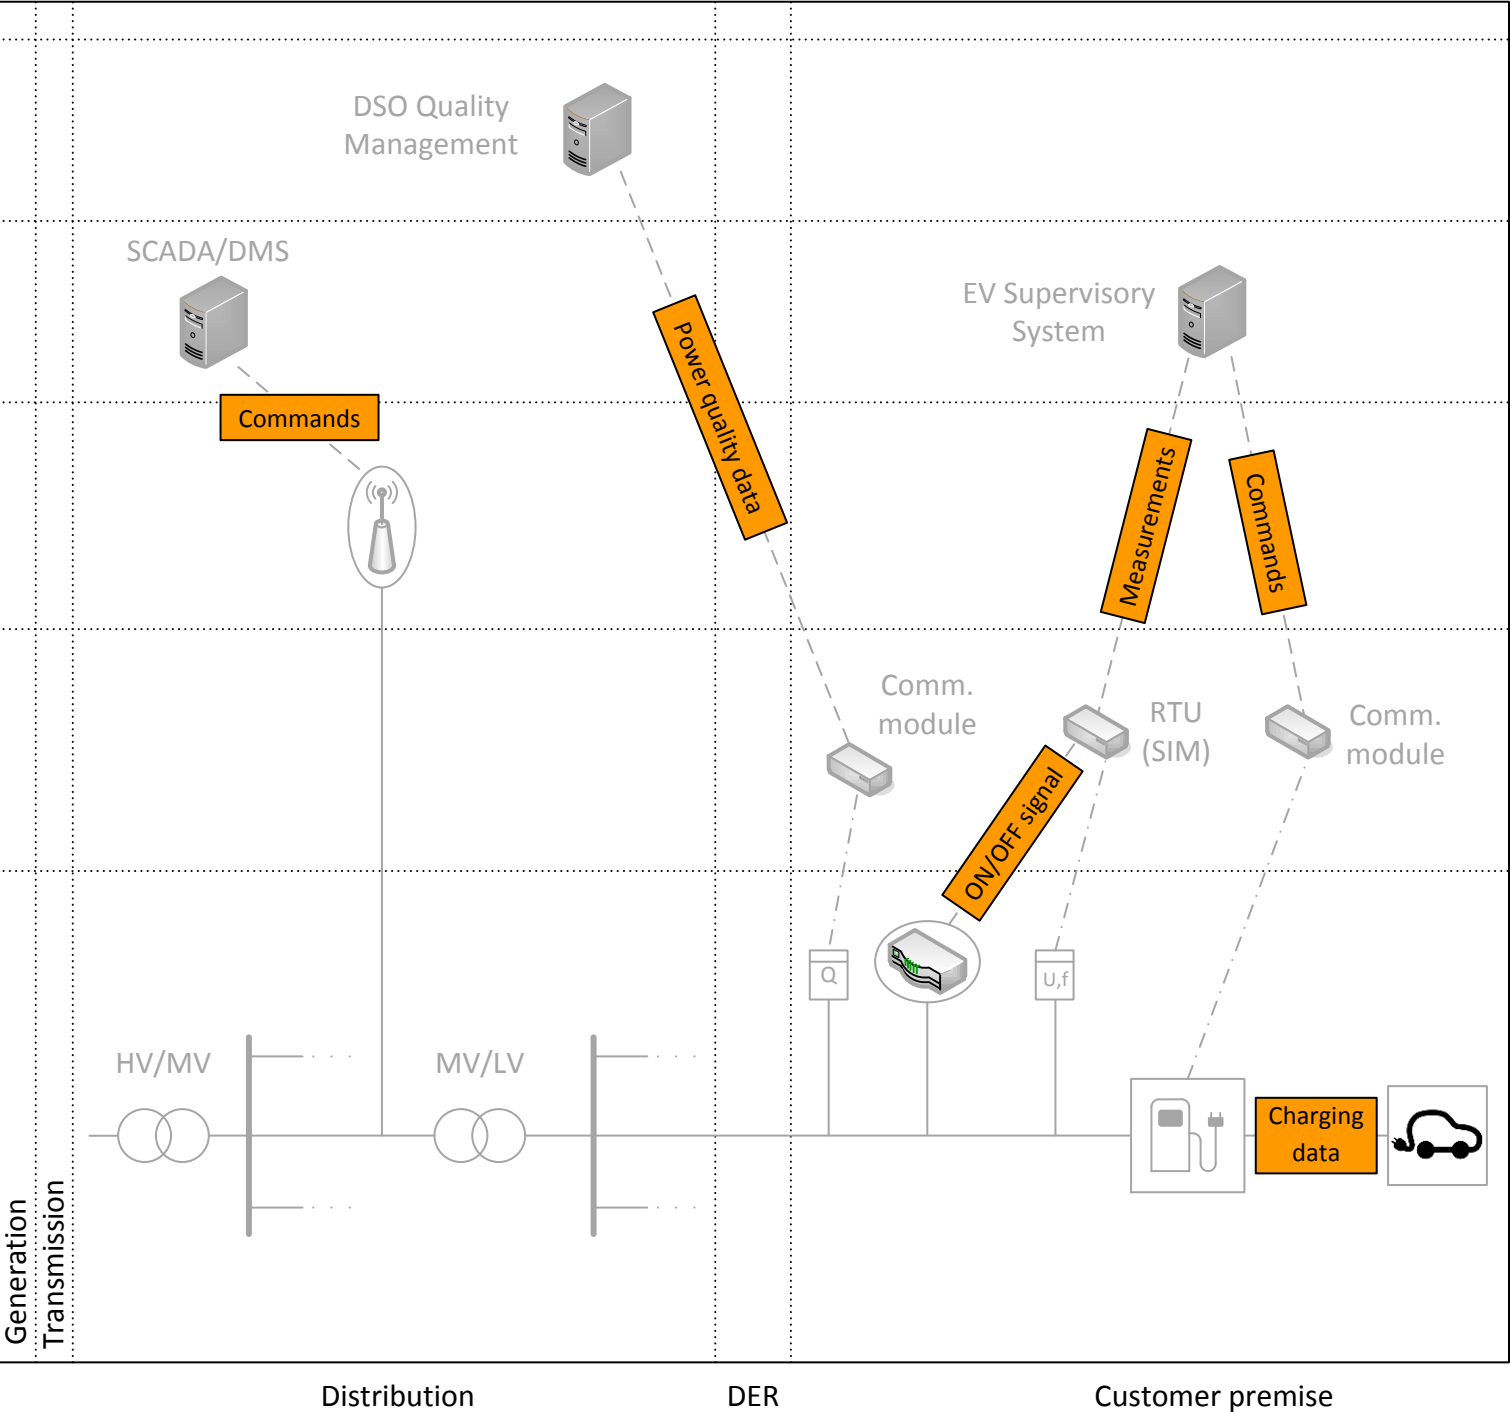 DSO Quality
Management
SCADA/DMS
EV Supervisory
System
Commands
Power quality data
Measurements
Commands
Comm.
module
RTU
(SIM)
Comm.
module
ON/OFF signal
Q
U,f
HV/MV
MV/LV
Charging
data
Generation
Transmission
Distribution
DER
Customer premise